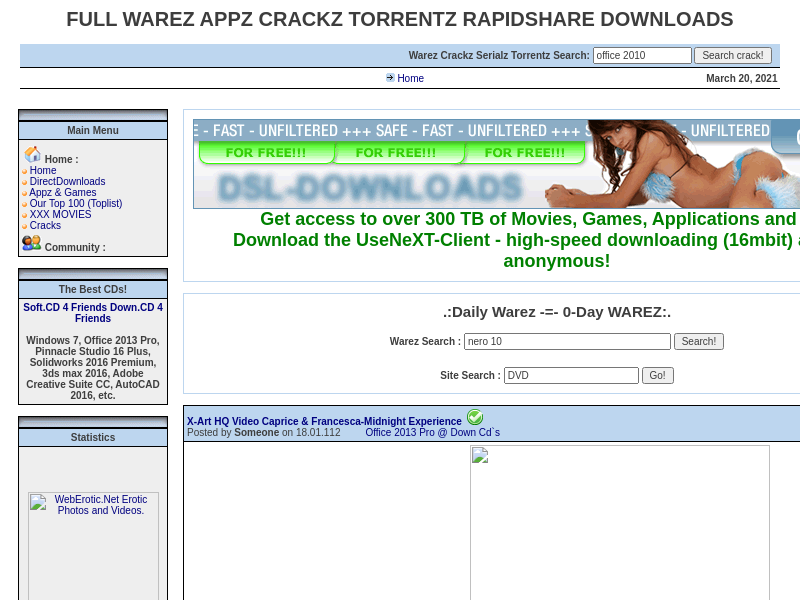 FULL WAREZ APPZ CRACKZ TORRENTZ RAPIDSHARE DOWNLOADS
Warez Crackz Serialz Torrentz Search: office 2010 Search crack!
Home
March 20, 2021
Main Menu
Home :
Home
DirectDownloads
Appz & Games
Our Top 100 (Toplist)
XXX MOVIES
Cracks
Community :
The Best CDs!
Soft.CD 4 Friends Down.CD 4
Friends
Windows 7, Office 2013 Pro,
Pinnacle Studio 16 Plus,
Solidworks 2016 Premium,
3ds max 2016, Adobe
Creative Suite CC, AutoCAD
2016, etc.
Statistics
WebErotic.Net Erotic
Photos and Videos.
E - FAST - UNFILTERED +++ SAFE - FAST - UNFILTERED +++ S - UNFILTERED
FOR FREE!!! FOR FREE!!! FOR FREE!!!
DSL-DOWNLOADS
Get access to over 300 TB of Movies, Games, Applications and
Download the UseNeXT-Client - high-speed downloading (16mbit)
anonymous!
.:Daily Warez -=- 0-Day WAREZ:.
Warez Search : nero 10 Search!
Site Search : DVD Go!
X-Art HQ Video Caprice & Francesca-Midnight Experience
Posted by Someone on 18.01.112 Office 2013 Pro @ Down Cd`s